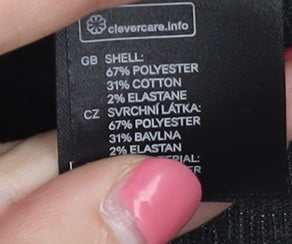 clevercare.info
GB SHELL:
67% POLYESTER
31% COTTON
2% ELASTANE
CZ SVRCHNÍ LÁTKA:
67% POLYESTER
31% BAVLNA
2% ELASTAN